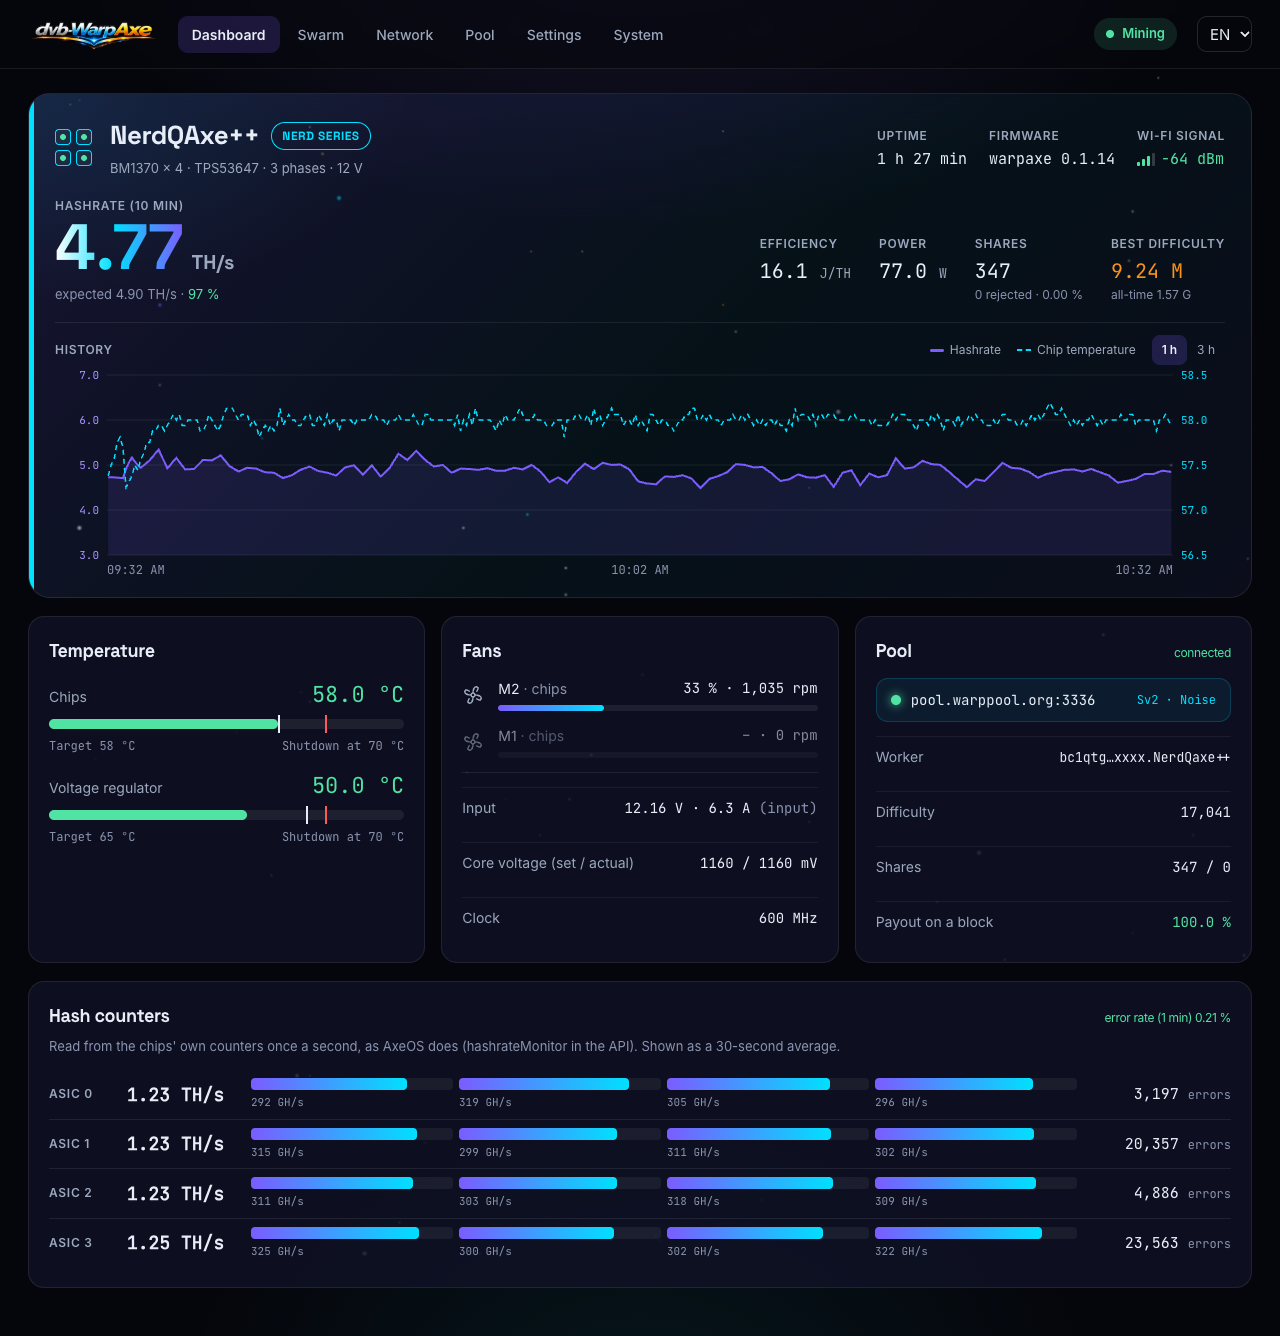 dvb-WarpAxe
Dashboard
Swarm
Network
Pool
Settings
System
Mining
EN
NerdQAxe++
NERD SERIES
BM1370 × 4 · TPS53647 · 3 phases · 12 V
UPTIME
1 h 27 min
FIRMWARE
warpaxe 0.1.14
WI-FI SIGNAL
-64 dBm
HASHRATE (10 MIN)
4.77 TH/s
expected 4.90 TH/s · 97 %
EFFICIENCY
16.1 J/TH
POWER
77.0 W
SHARES
347
0 rejected · 0.00 %
BEST DIFFICULTY
9.24 M
all-time 1.57 G
HISTORY
Hashrate
Chip temperature
1 h
3 h
7.0
6.0
5.0
4.0
3.0
58.5
58.0
57.5
57.0
56.5
09:32 AM
10:02 AM
10:32 AM
Temperature
Chips
58.0 °C
Target 58 °C
Shutdown at 70 °C
Voltage regulator
50.0 °C
Target 65 °C
Shutdown at 70 °C
Fans
M2 · chips
33 % · 1,035 rpm
M1 · chips
– · 0 rpm
Input
12.16 V · 6.3 A (input)
Core voltage (set / actual)
1160 / 1160 mV
Clock
600 MHz
Pool
connected
pool.warppool.org:3336
Sv2 · Noise
Worker
bc1qtg…xxxx.NerdQaxe++
Difficulty
17,041
Shares
347 / 0
Payout on a block
100.0 %
Hash counters
error rate (1 min) 0.21 %
Read from the chips' own counters once a second, as AxeOS does (hashrateMonitor in the API). Shown as a 30-second average.
ASIC 0
1.23 TH/s
292 GH/s
319 GH/s
305 GH/s
296 GH/s
3,197 errors
ASIC 1
1.23 TH/s
315 GH/s
299 GH/s
311 GH/s
302 GH/s
20,357 errors
ASIC 2
1.23 TH/s
311 GH/s
303 GH/s
318 GH/s
309 GH/s
4,886 errors
ASIC 3
1.25 TH/s
325 GH/s
300 GH/s
302 GH/s
322 GH/s
23,563 errors